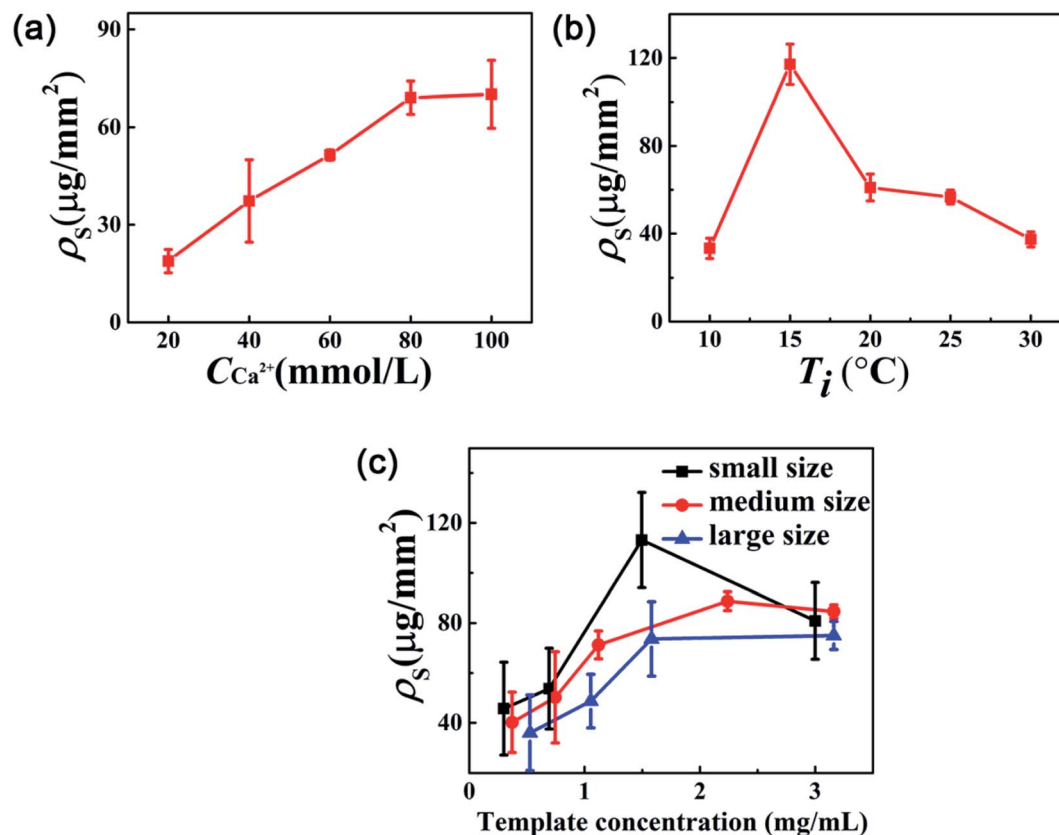 (a)
90
60
30
0
ρS(μg/mm²)
20 40 60 80 100
CCa²⁺(mmol/L)
(b)
120
80
40
0
ρS(μg/mm²)
10 15 20 25 30
Ti (°C)
(c)
small size
medium size
large size
120
80
40
ρS(μg/mm²)
0 1 2 3
Template concentration (mg/mL)